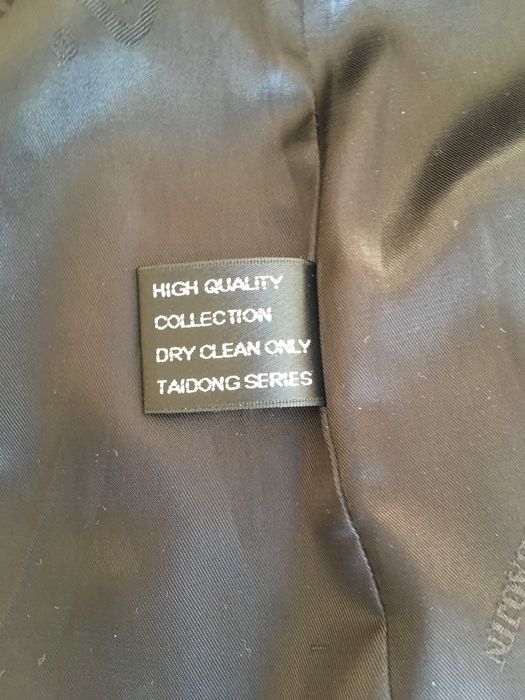 HIGH QUALITY
COLLECTION
DRY CLEAN ONLY
TAIDONG SERIES